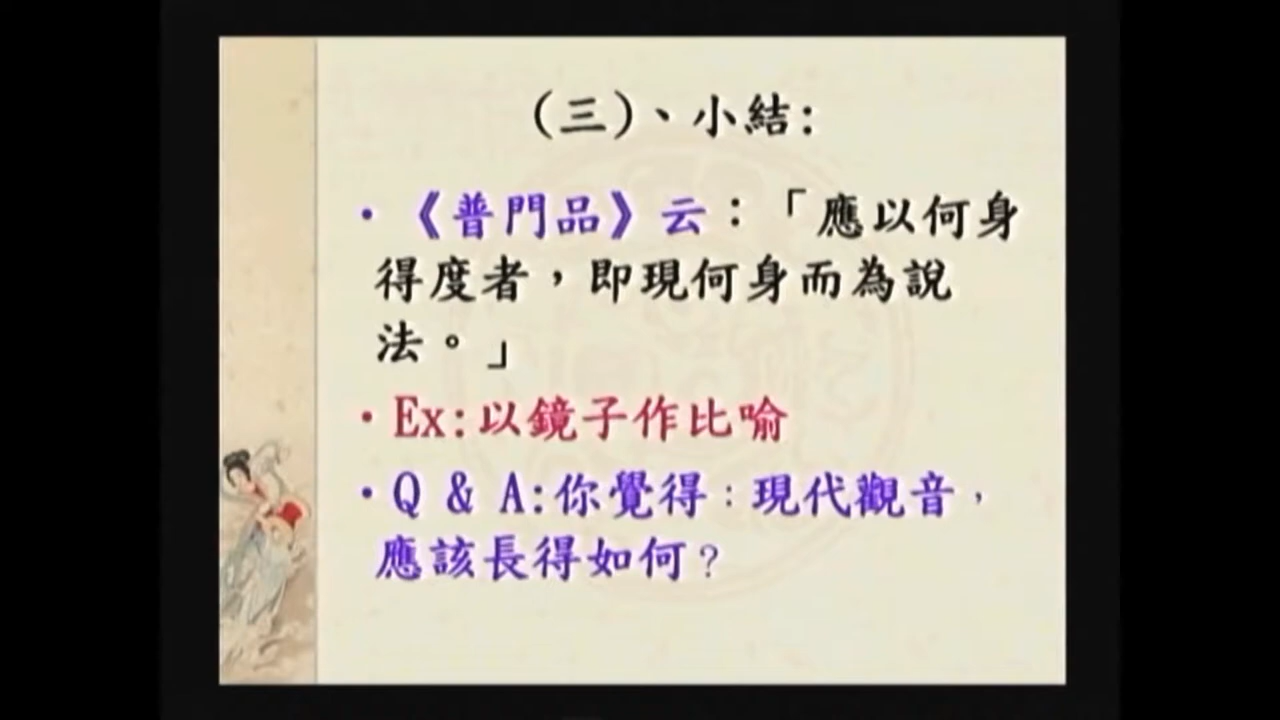 (三)、小結:
•《普門品》云：「應以何身
得度者，即現何身而為說
法。」
•Ex:以鏡子作比喻
•Q & A:你覺得：現代觀音，
應該長得如何？